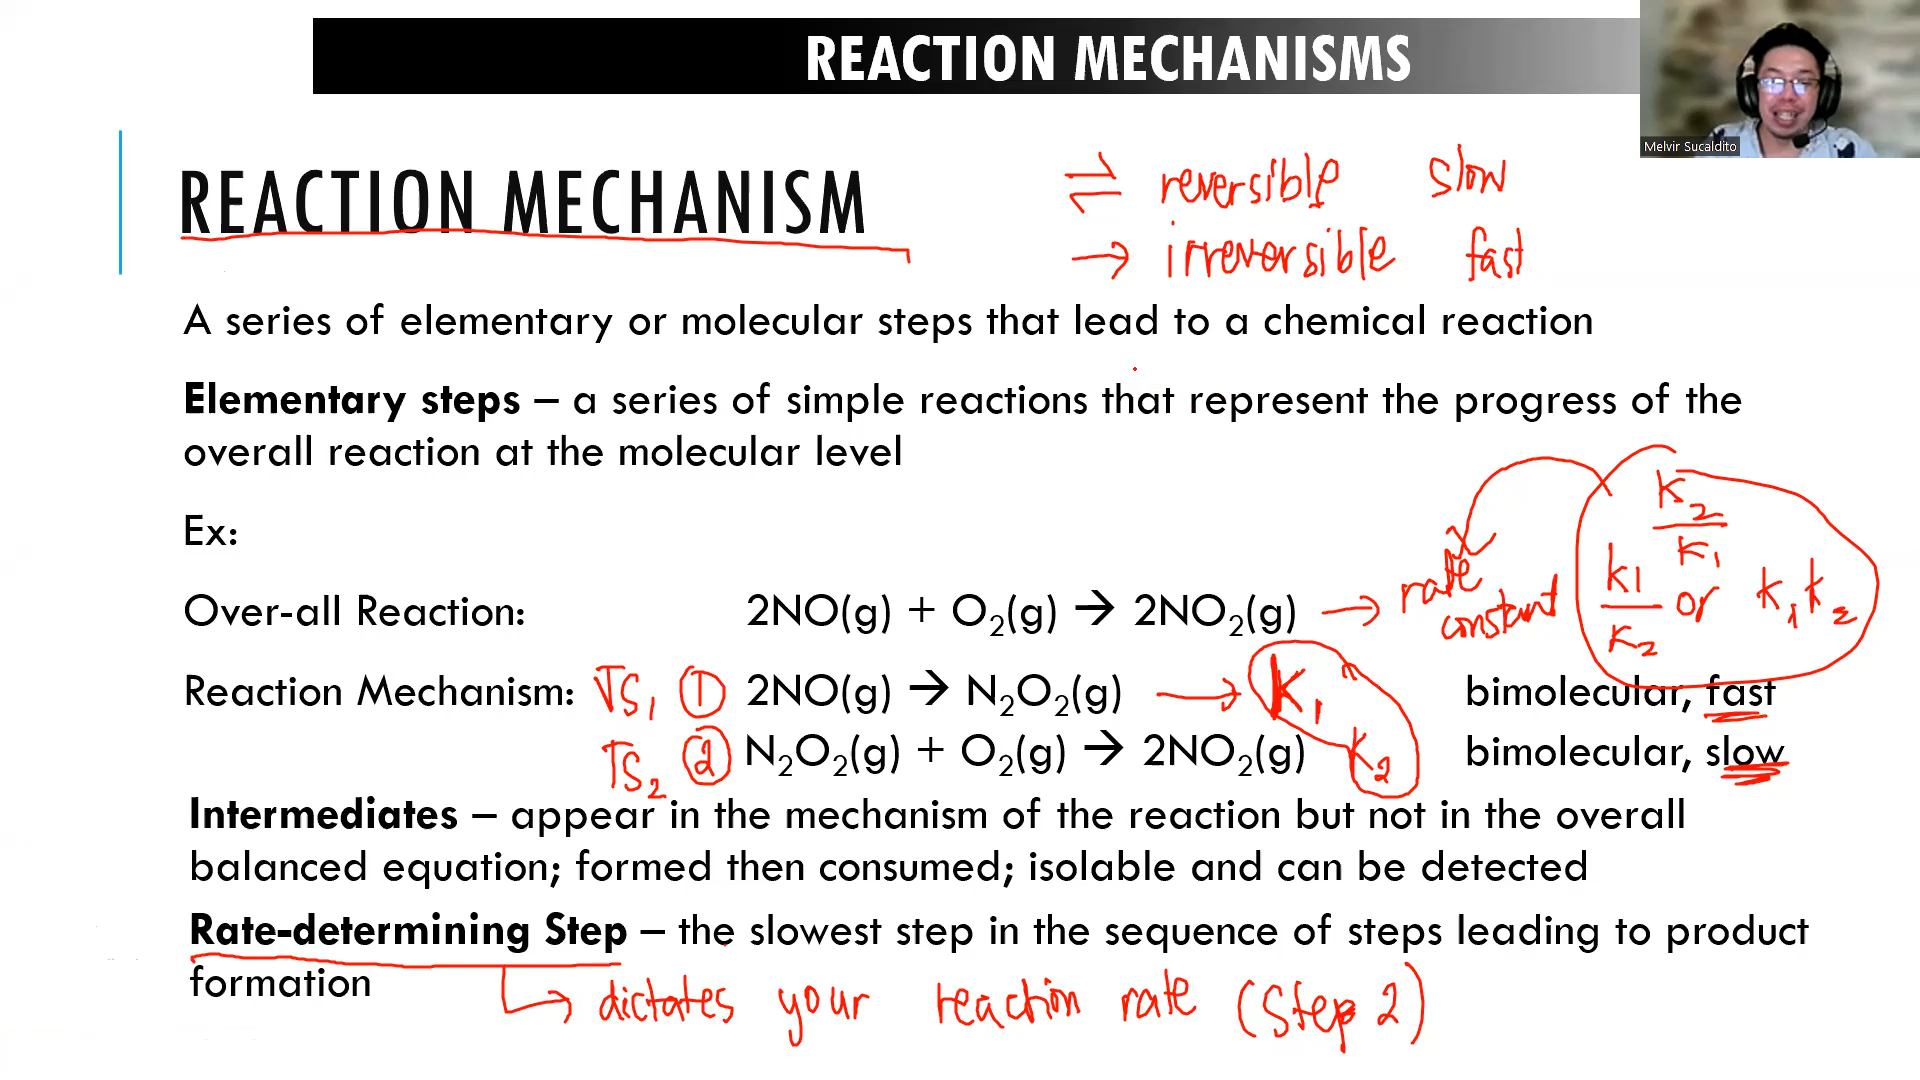 REACTION MECHANISMS
Melvir Sucaldito
REACTION MECHANISM
⇌ reversible slow
→ irreversible fast
A series of elementary or molecular steps that lead to a chemical reaction
Elementary steps – a series of simple reactions that represent the progress of the
overall reaction at the molecular level
Ex:
Over-all Reaction: 2NO(g) + O₂(g) → 2NO₂(g) → rate constant
K₂/K₁
k₁/K₂ or k₁k₂
Reaction Mechanism: TS₁ ① 2NO(g) → N₂O₂(g) → K₁ bimolecular, fast
TS₂ ② N₂O₂(g) + O₂(g) → 2NO₂(g) k₂ bimolecular, slow
Intermediates – appear in the mechanism of the reaction but not in the overall
balanced equation; formed then consumed; isolable and can be detected
Rate-determining Step – the slowest step in the sequence of steps leading to product
formation
→ dictates your reaction rate (Step 2)